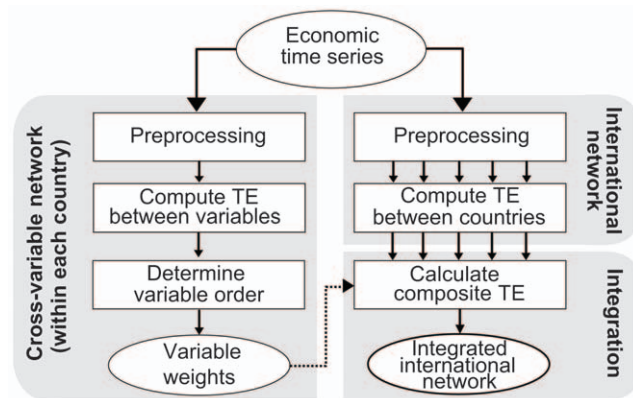 Economic
time series
Cross-variable network
(within each country)
Preprocessing
Compute TE
between variables
Determine
variable order
Variable
weights
Preprocessing
Compute TE
between countries
International
network
Calculate
composite TE
Integrated
international
network
Integration